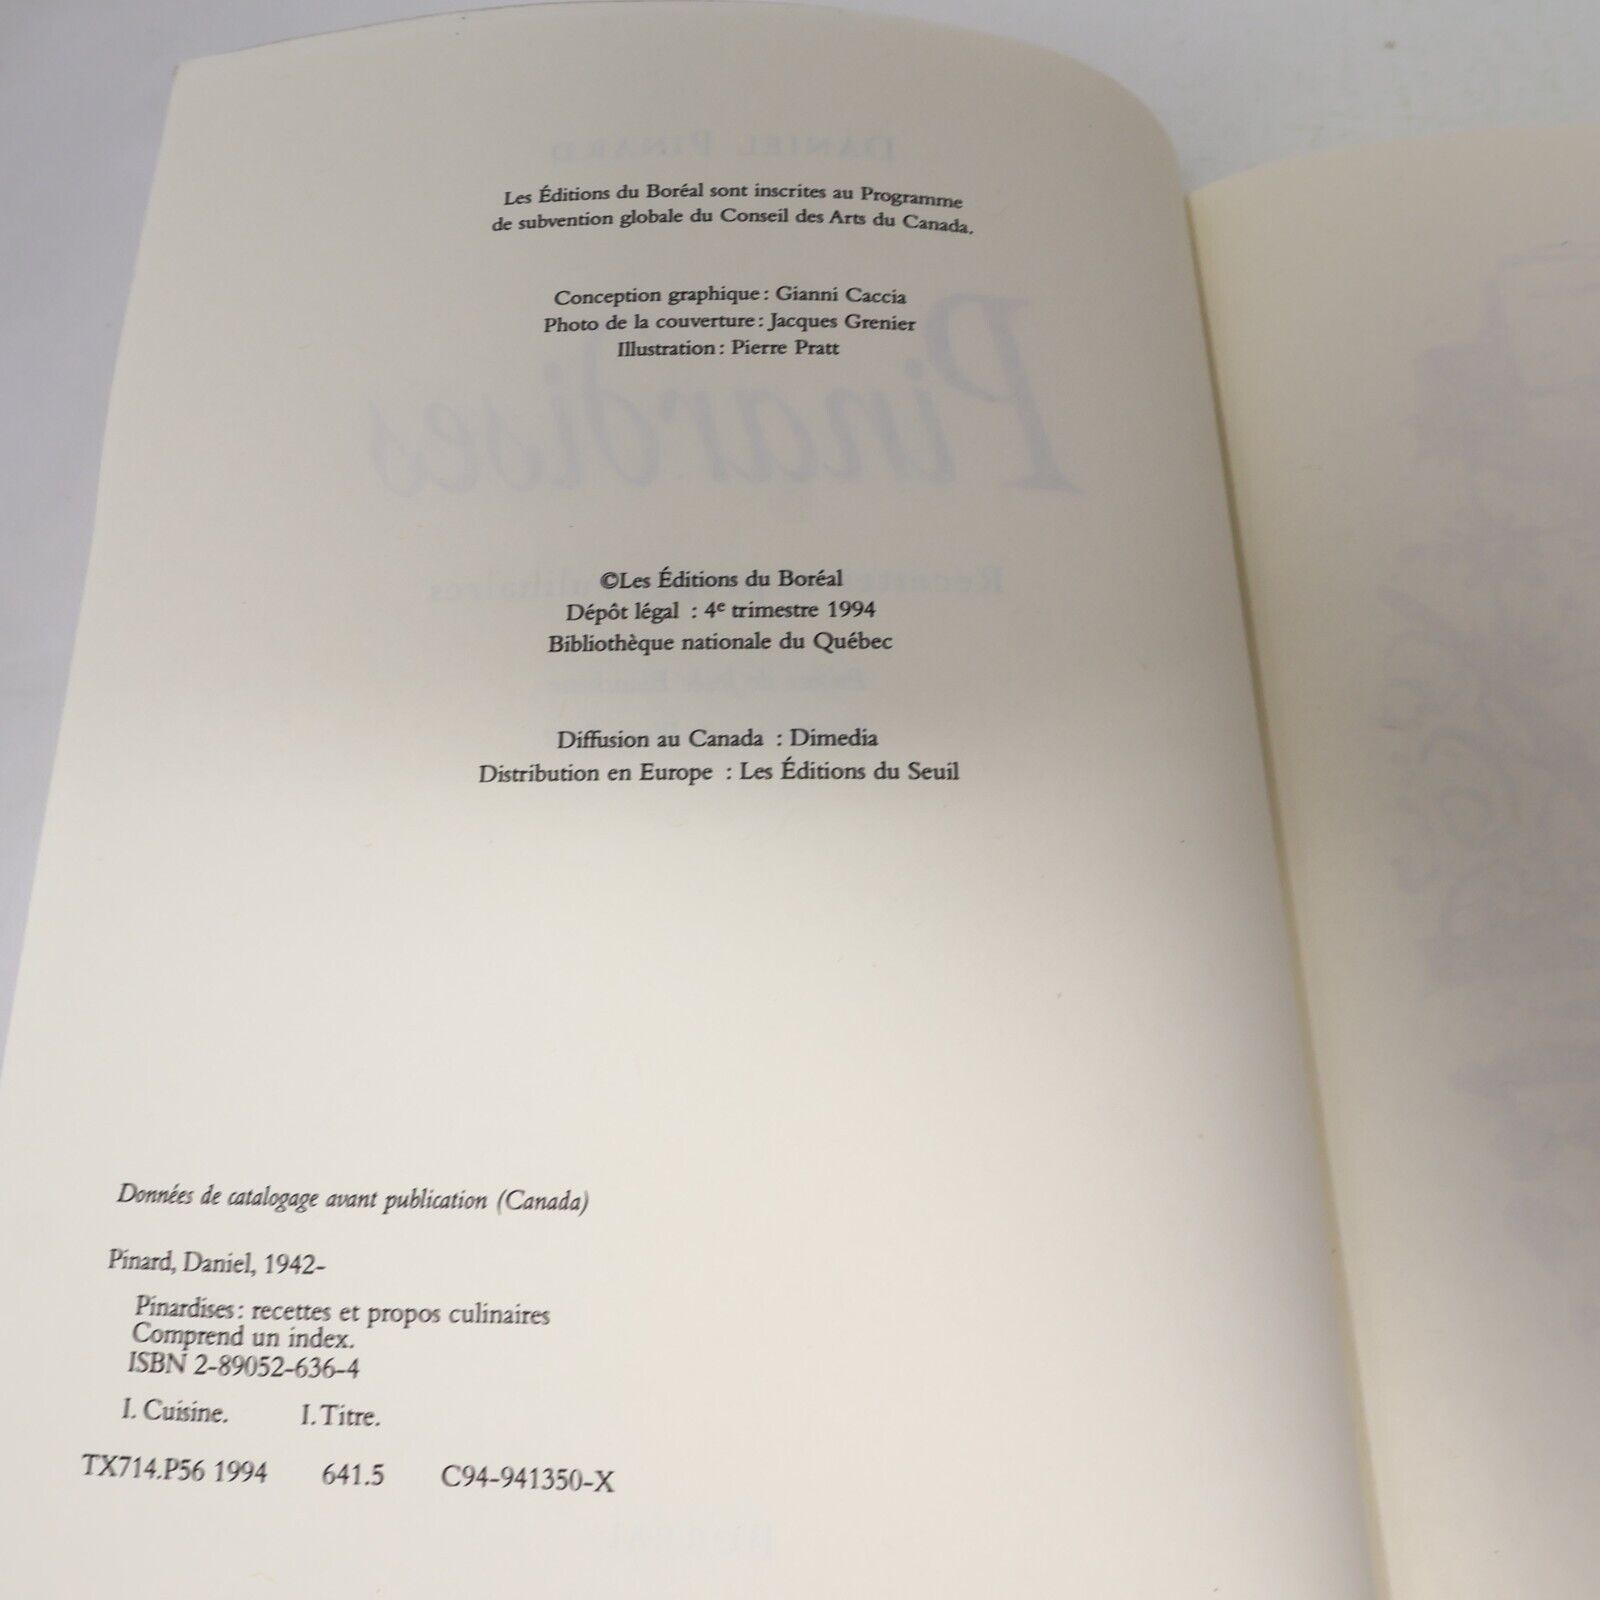 Les Éditions du Boréal sont inscrites au Programme
de subvention globale du Conseil des Arts du Canada.
Conception graphique : Gianni Caccia
Photo de la couverture : Jacques Grenier
Illustration : Pierre Pratt
©Les Éditions du Boréal
Dépôt légal : 4e trimestre 1994
Bibliothèque nationale du Québec
Diffusion au Canada : Dimedia
Distribution en Europe : Les Éditions du Seuil
Données de catalogage avant publication (Canada)
Pinard, Daniel, 1942-
Pinardises : recettes et propos culinaires
Comprend un index.
ISBN 2-89052-636-4
I. Cuisine. I. Titre.
TX714.P56 1994 641.5 C94-941350-X
DANIEL PINARD
Pinardises